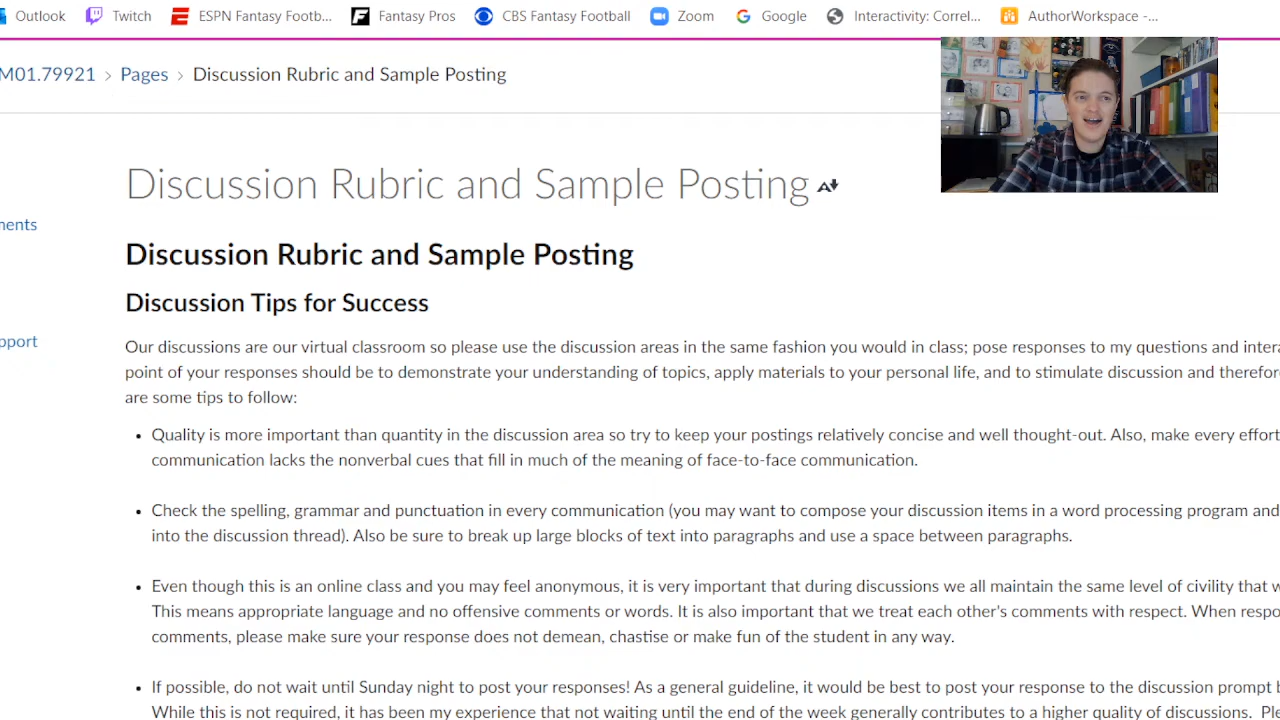 Outlook Twitch ESPN Fantasy Footb... Fantasy Pros CBS Fantasy Football Zoom Google Interactivity: Correl... AuthorWorkspace -...
M01.79921 > Pages > Discussion Rubric and Sample Posting
Discussion Rubric and Sample Posting
ments
Discussion Rubric and Sample Posting
Discussion Tips for Success
pport
Our discussions are our virtual classroom so please use the discussion areas in the same fashion you would in class; pose responses to my questions and intera
point of your responses should be to demonstrate your understanding of topics, apply materials to your personal life, and to stimulate discussion and therefore
are some tips to follow:
• Quality is more important than quantity in the discussion area so try to keep your postings relatively concise and well thought-out. Also, make every effort
communication lacks the nonverbal cues that fill in much of the meaning of face-to-face communication.
• Check the spelling, grammar and punctuation in every communication (you may want to compose your discussion items in a word processing program and
into the discussion thread). Also be sure to break up large blocks of text into paragraphs and use a space between paragraphs.
• Even though this is an online class and you may feel anonymous, it is very important that during discussions we all maintain the same level of civility that w
This means appropriate language and no offensive comments or words. It is also important that we treat each other's comments with respect. When respo
comments, please make sure your response does not demean, chastise or make fun of the student in any way.
• If possible, do not wait until Sunday night to post your responses! As a general guideline, it would be best to post your response to the discussion prompt b
While this is not required, it has been my experience that not waiting until the end of the week generally contributes to a higher quality of discussions. Ple